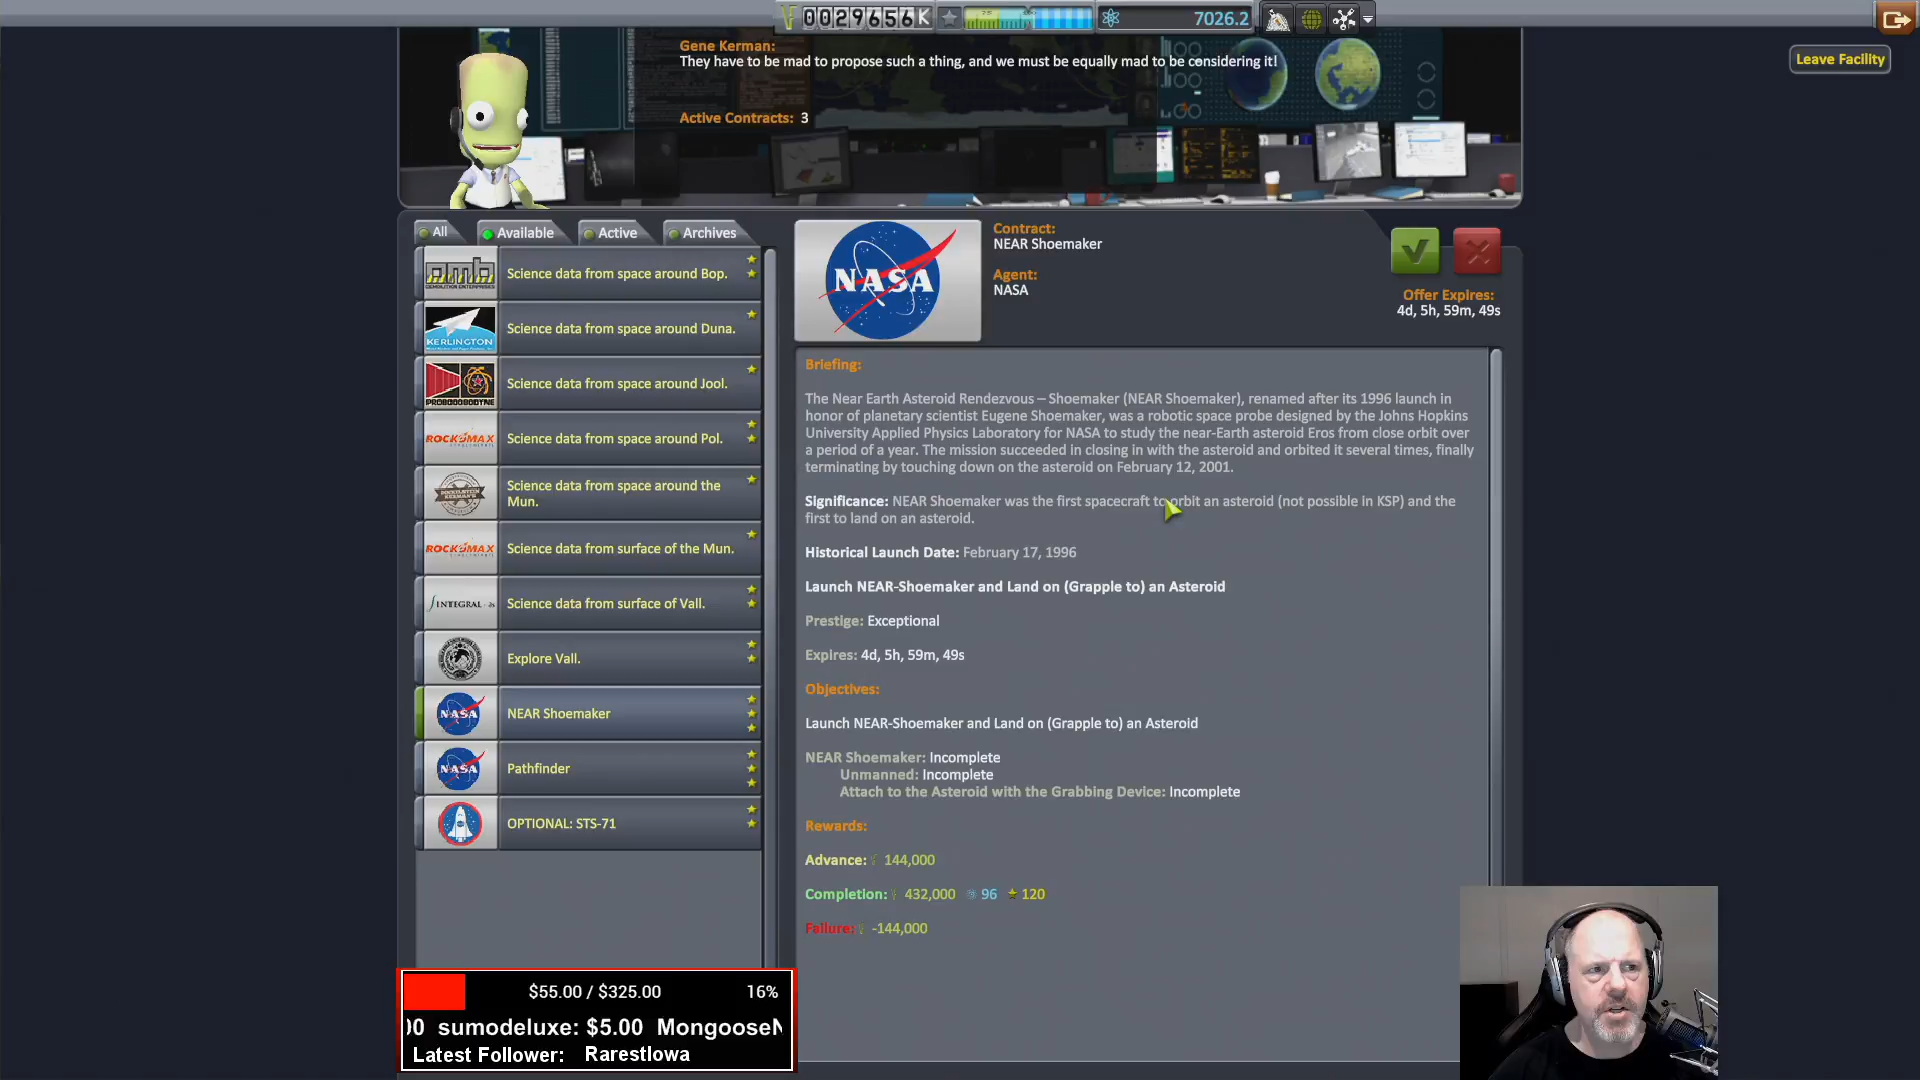 0029656K
7026.2
Leave Facility
Gene Kerman:
They have to be mad to propose such a thing, and we must be equally mad to be considering it!
Active Contracts: 3
All
Available
Active
Archives
Science data from space around Bop.
KERLINGTON
Science data from space around Duna.
PROBODOBODYNE
Science data from space around Jool.
ROCKOMAX
Science data from space around Pol.
Science data from space around the
Mun.
ROCKOMAX
Science data from surface of the Mun.
INTEGRAL
Science data from surface of Vall.
Explore Vall.
NASA
NEAR Shoemaker
NASA
Pathfinder
OPTIONAL: STS-71
NASA
Contract:
NEAR Shoemaker
Agent:
NASA
Offer Expires:
4d, 5h, 59m, 49s
Briefing:
The Near Earth Asteroid Rendezvous – Shoemaker (NEAR Shoemaker), renamed after its 1996 launch in
honor of planetary scientist Eugene Shoemaker, was a robotic space probe designed by the Johns Hopkins
University Applied Physics Laboratory for NASA to study the near-Earth asteroid Eros from close orbit over
a period of a year. The mission succeeded in closing in with the asteroid and orbited it several times, finally
terminating by touching down on the asteroid on February 12, 2001.
Significance: NEAR Shoemaker was the first spacecraft to orbit an asteroid (not possible in KSP) and the
first to land on an asteroid.
Historical Launch Date: February 17, 1996
Launch NEAR-Shoemaker and Land on (Grapple to) an Asteroid
Prestige: Exceptional
Expires: 4d, 5h, 59m, 49s
Objectives:
Launch NEAR-Shoemaker and Land on (Grapple to) an Asteroid
NEAR Shoemaker: Incomplete
Unmanned: Incomplete
Attach to the Asteroid with the Grabbing Device: Incomplete
Rewards:
Advance: 144,000
Completion: 432,000 96 120
Failure: -144,000
$55.00 / $325.00 16%
00 sumodeluxe: $5.00 MongooseN
Latest Follower: RarestIowa